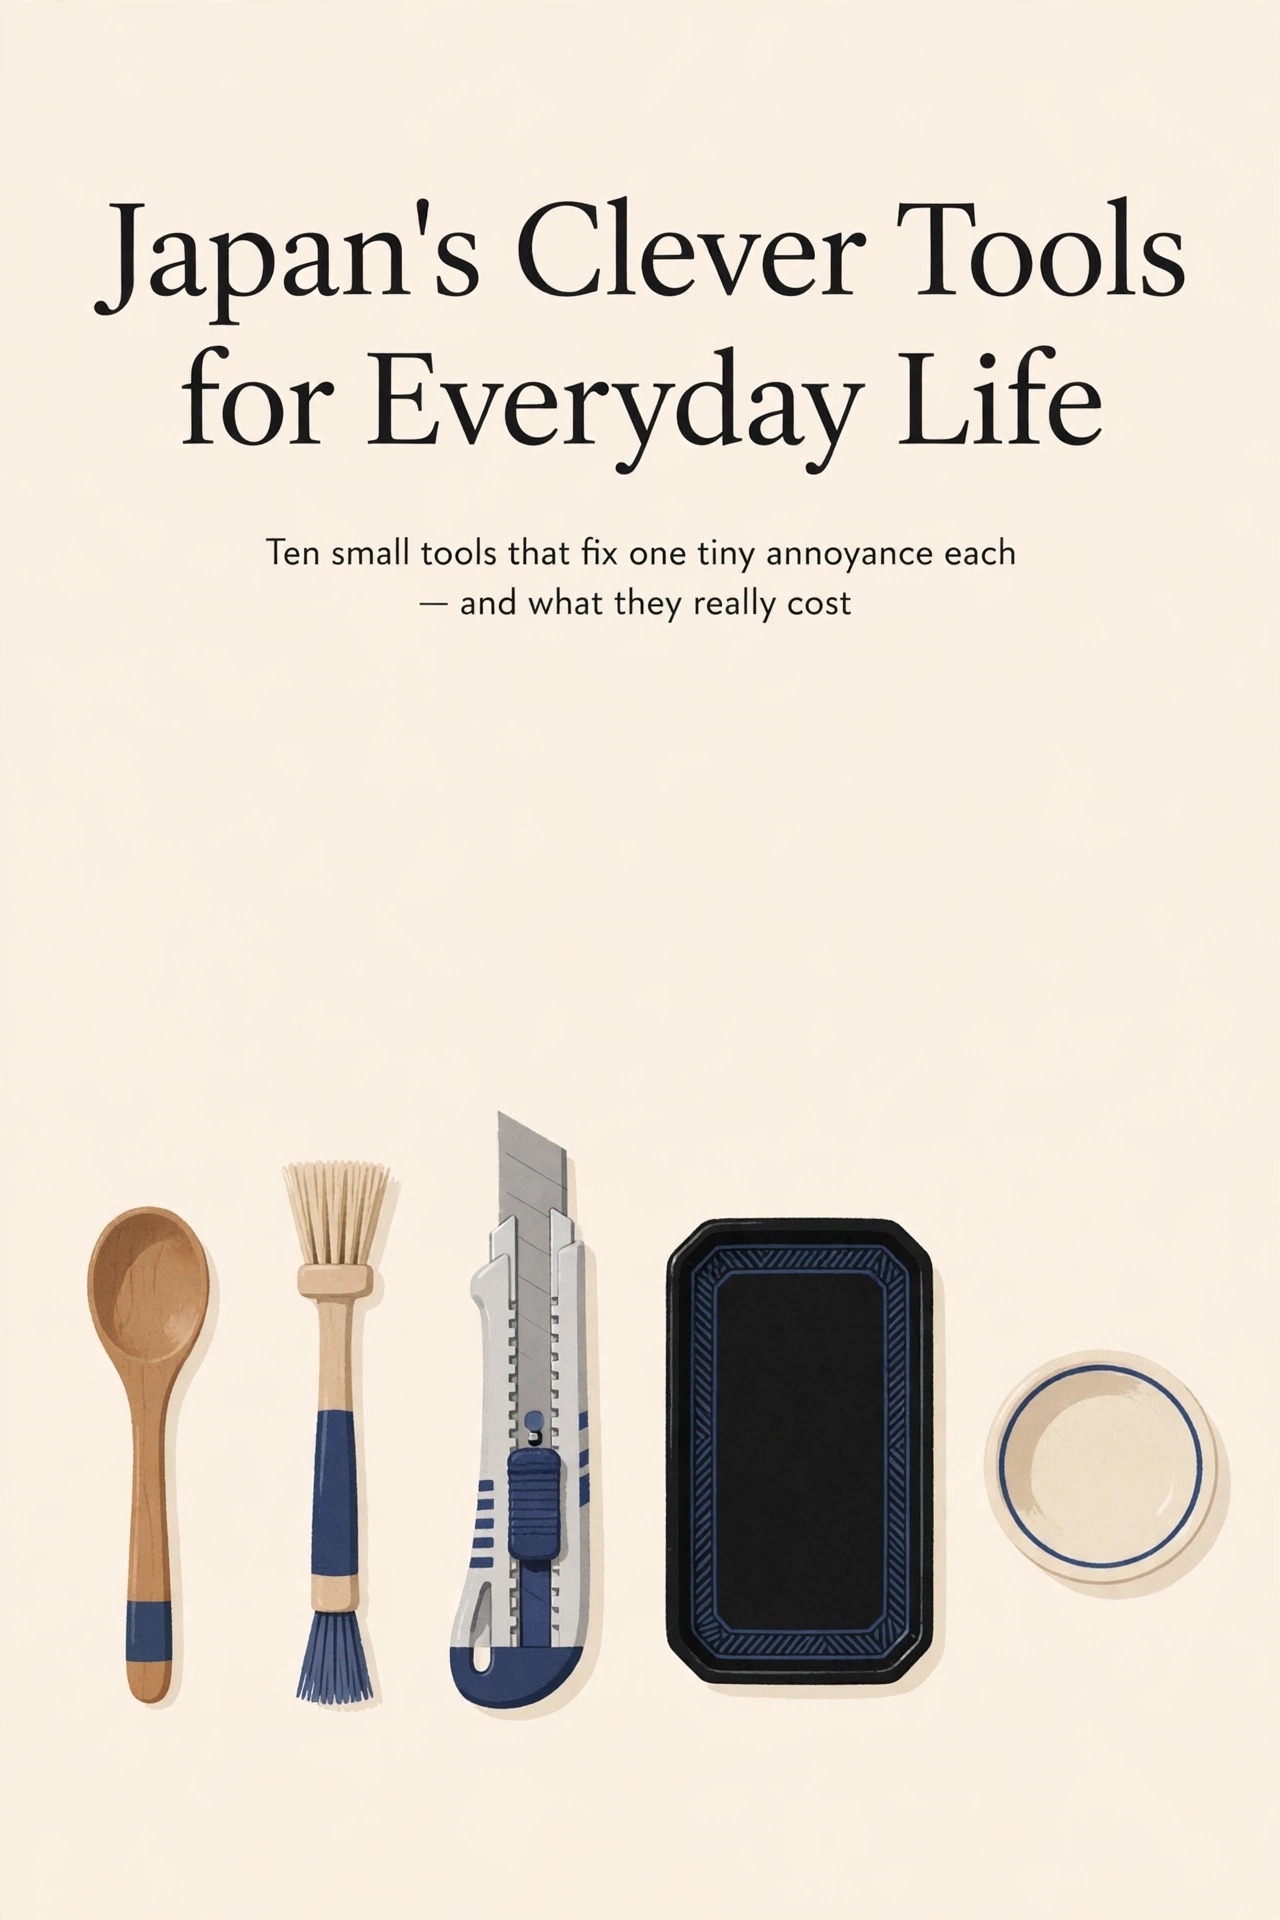 Japan's Clever Tools
for Everyday Life
Ten small tools that fix one tiny annoyance each
— and what they really cost